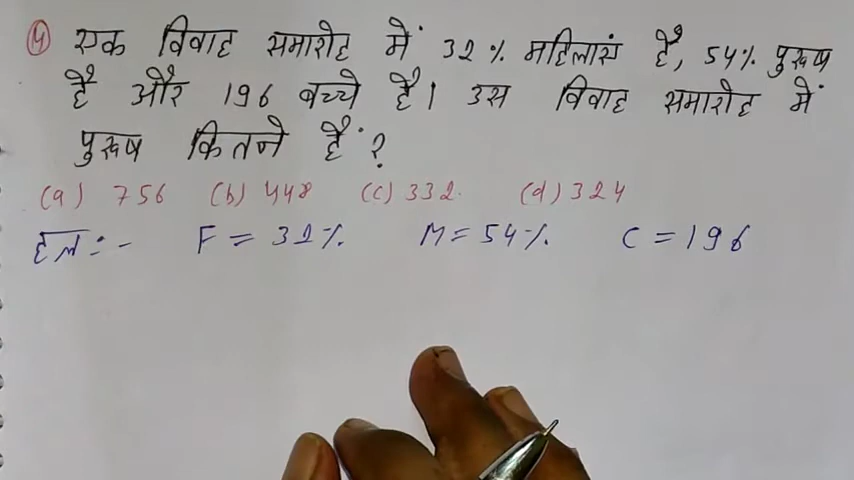 14 एक विवाह समारोह में 32% महिलाएं है, 54% पुरूष
है और 196 बच्चे है। उस विवाह समारोह में
पुरूष कितने हैं?
(a) 756 (b) 448 (c) 332 (d) 324
हल:- F = 32% M = 54% C = 196